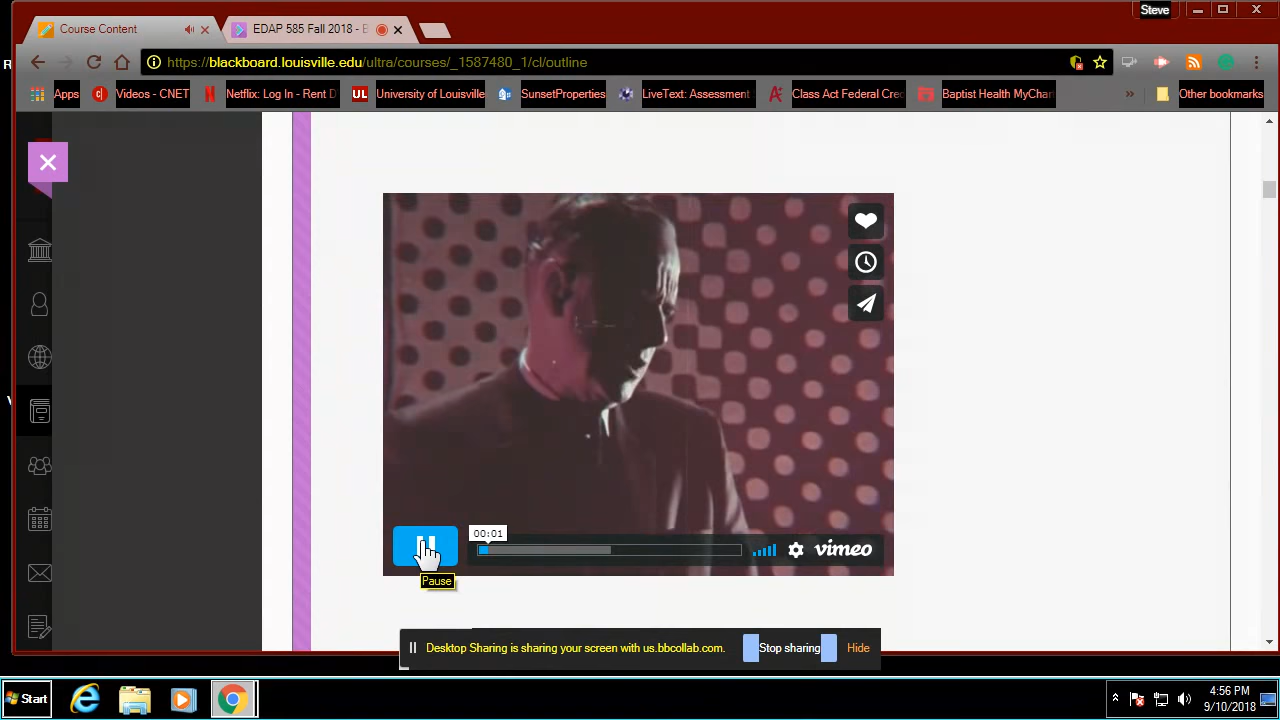 Steve
Course Content
EDAP 585 Fall 2018 - B
https://blackboard.louisville.edu/ultra/courses/_1587480_1/cl/outline
Apps Videos - CNET Netflix: Log In - Rent D University of Louisville SunsetProperties LiveText: Assessment Class Act Federal Cred Baptist Health MyChar » Other bookmarks
00:01
vimeo
Pause
Desktop Sharing is sharing your screen with us.bbcollab.com. Stop sharing Hide
Start
4:56 PM
9/10/2018